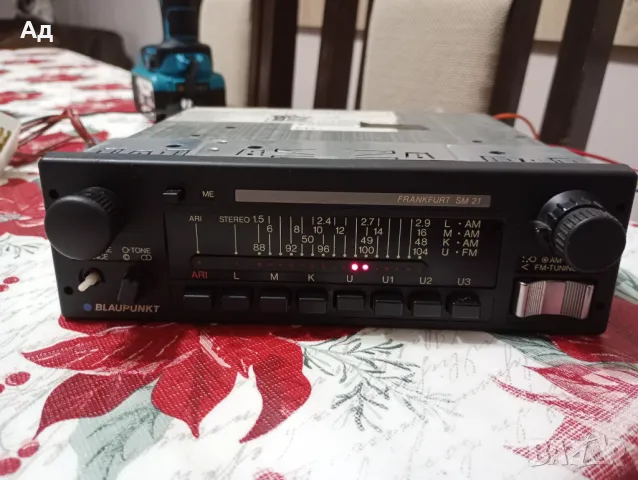 Ад
ME
FRANKFURT SM 21
ARI STEREO 1.5 2.4 2.7 2.9 L · AM
6 8 10 12 14 16 M · AM
50 49 48 K · AM
88 92 96 100 104 U · FM
O-TONE
ARI L M K U U1 U2 U3
AM
< FM-TUNING
BLAUPUNKT